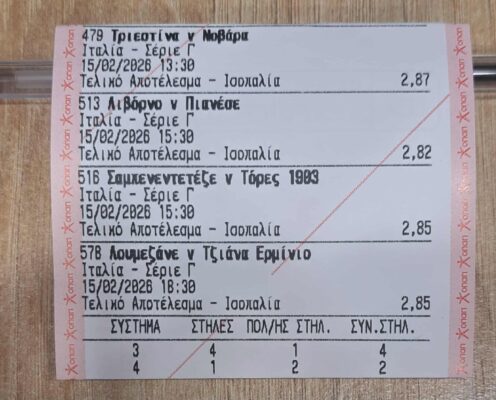 479 Τριεστίνα v Νοβάρα
Ιταλία - Σέριε Γ
15/02/2026 13:30
Τελικό Αποτέλεσμα - Ισοπαλία 2,87
513 Λιβόρνο v Πιανέσε
Ιταλία - Σέριε Γ
15/02/2026 15:30
Τελικό Αποτέλεσμα - Ισοπαλία 2,82
516 Σαμπενεντετέζε v Τόρες 1903
Ιταλία - Σέριε Γ
15/02/2026 15:30
Τελικό Αποτέλεσμα - Ισοπαλία 2,85
578 Λουμεζάνε v Τζιάνα Ερμίνιο
Ιταλία - Σέριε Γ
15/02/2026 18:30
Τελικό Αποτέλεσμα - Ισοπαλία 2,85
ΣΥΣΤΗΜΑ ΣΤΗΛΕΣ ΠΟΛ/ΗΣ ΣΤΗΛ. ΣΥΝ.ΣΤΗΛ.
3 4 1 4
4 1 2 2